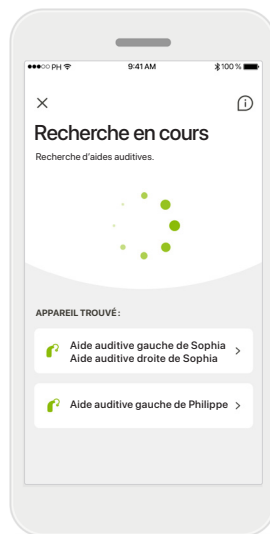 PH 9:41 AM 100 %
Recherche en cours
Recherche d'aides auditives.
APPAREIL TROUVÉ :
Aide auditive gauche de Sophia
Aide auditive droite de Sophia
Aide auditive gauche de Philippe